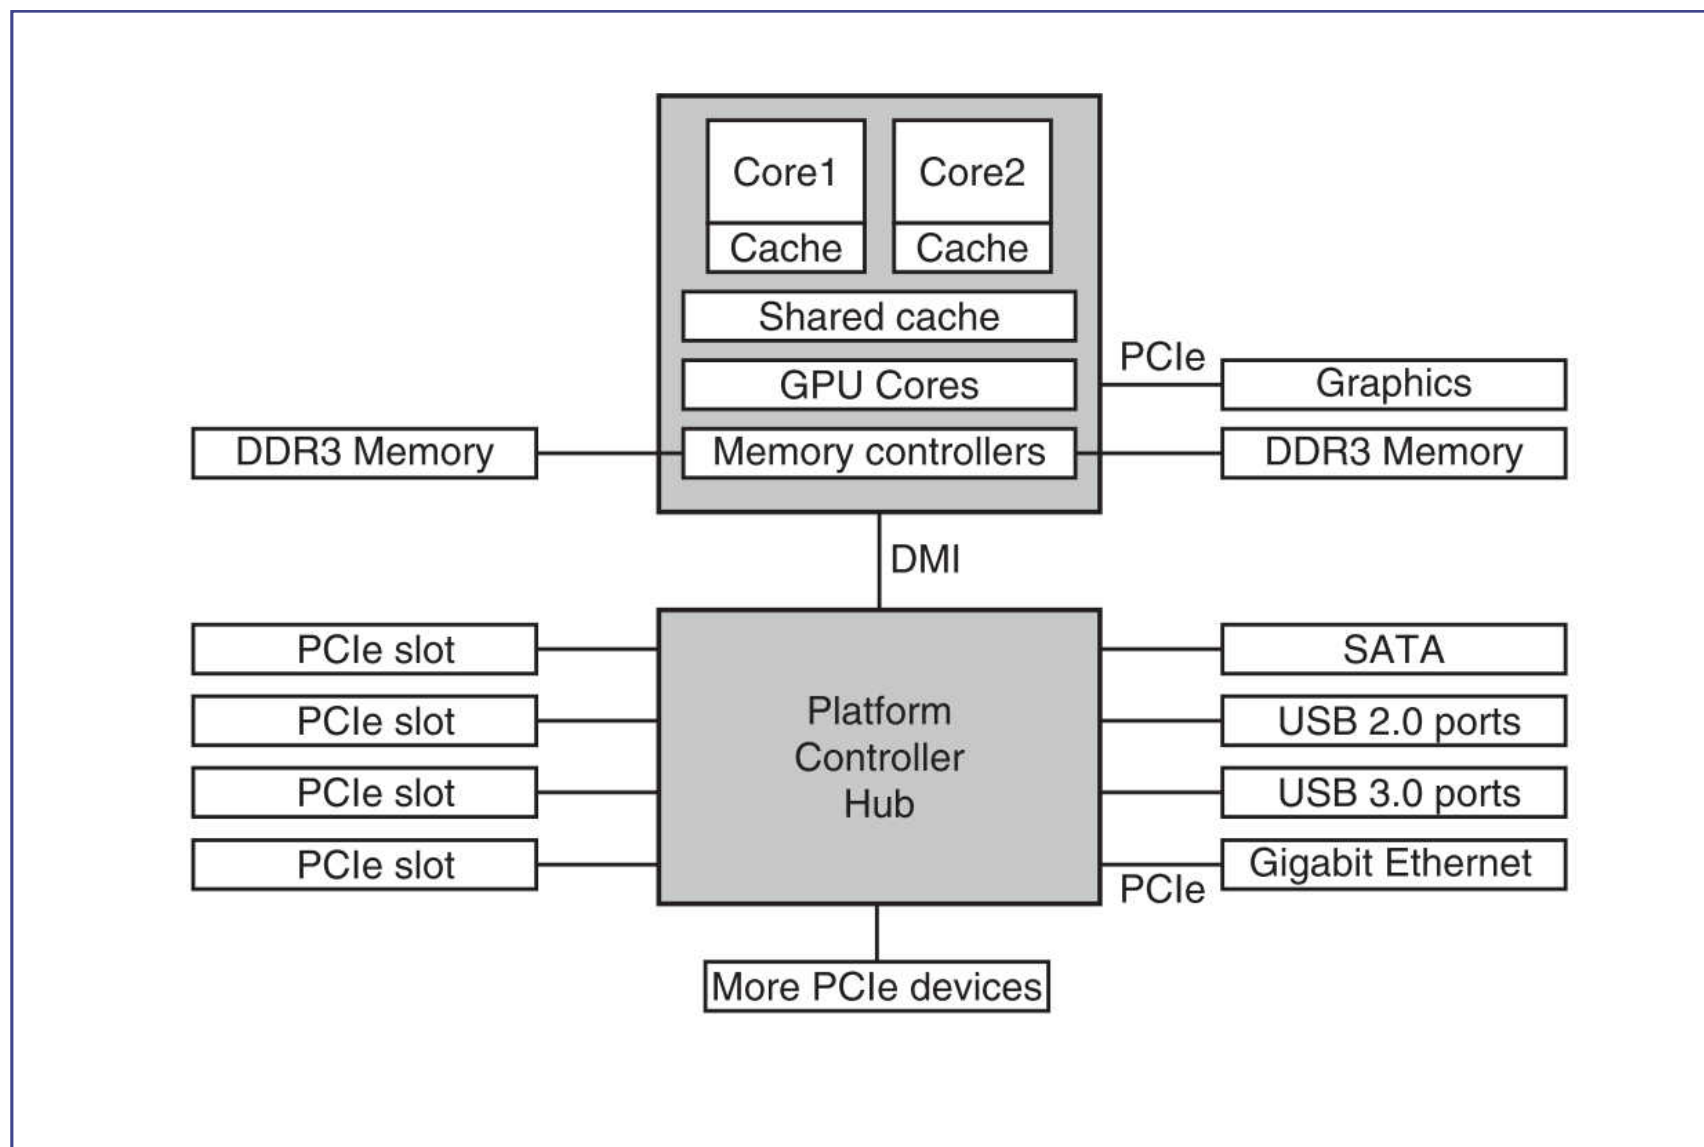 Core1
Core2
Cache
Cache
Shared cache
GPU Cores
PCIe
Graphics
DDR3 Memory
Memory controllers
DDR3 Memory
DMI
PCIe slot
PCIe slot
PCIe slot
PCIe slot
Platform
Controller
Hub
SATA
USB 2.0 ports
USB 3.0 ports
Gigabit Ethernet
PCIe
More PCIe devices